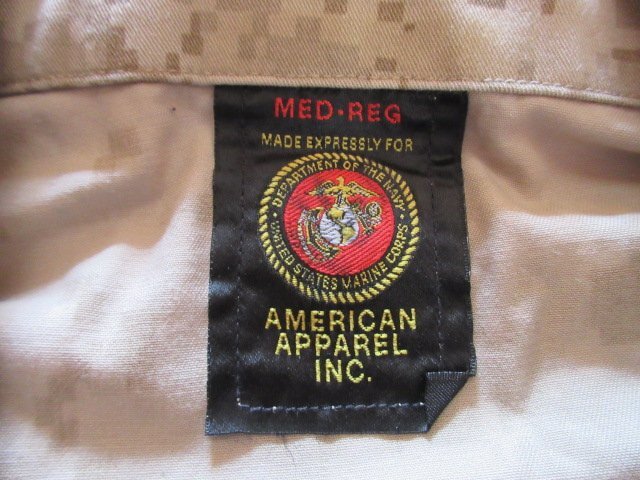 MED·REG
MADE EXPRESSLY FOR
DEPARTMENT OF THE NAVY
UNITED STATES MARINE CORPS
AMERICAN
APPAREL
INC.